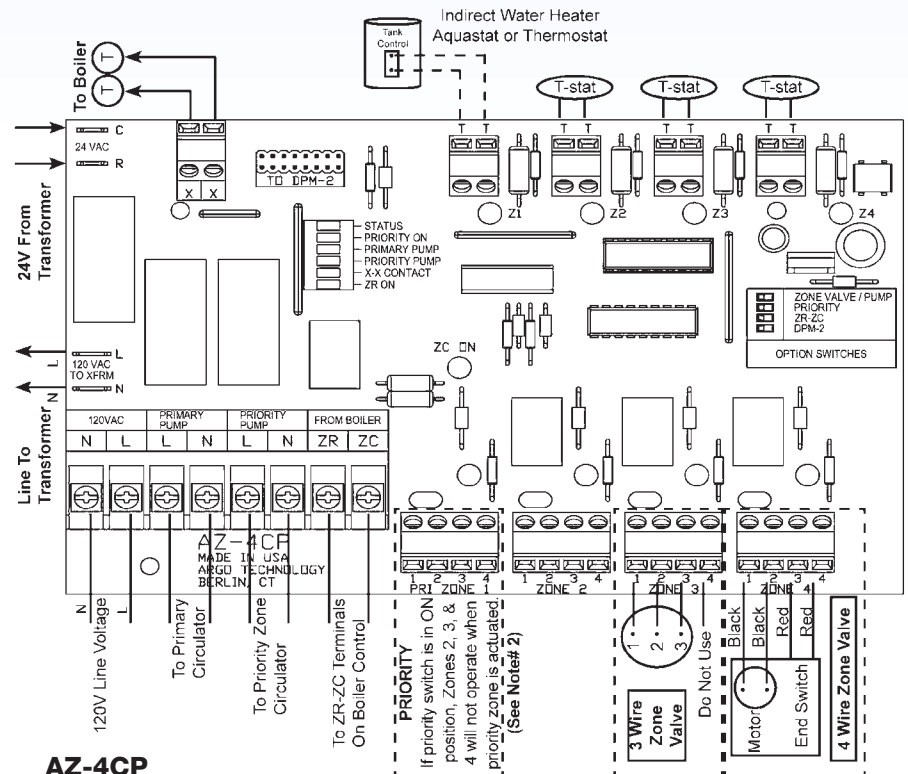 Indirect Water Heater
Aquastat or Thermostat
Tank
Control
To Boiler
T
T
T-stat
T-stat
T-stat
T T
T T
T T
T T
C
24 VAC
R
X X
TO DPM-2
24V From
Transformer
Z1
Z2
Z3
Z4
STATUS
PRIORITY ON
PRIMARY PUMP
PRIORITY PUMP
X-X CONTACT
ZR ON
ZONE VALVE / PUMP
PRIORITY
ZR-ZC
DPM-2
OPTION SWITCHES
ZC ON
L
L
120 VAC
TO XFRM
N
N
Line To
Transformer
120VAC
PRIMARY
PUMP
PRIORITY
PUMP
FROM BOILER
N L L N L N ZR ZC
AZ-4CP
MADE IN USA
ARGO TECHNOLOGY
BERLIN, CT
1 2 3 4
PRI ZONE 1
1 2 3 4
ZONE 2
1 2 3 4
ZONE 3
1 2 3 4
ZONE 4
N
L
120V Line Voltage
To Primary
Circulator
To Priority Zone
Circulator
To ZR-ZC Terminals
On Boiler Control
PRIORITY
If priority switch is in ON
position, Zones 2, 3, &
4 will not operate when
priority zone is actuated.
(See Note# 2)
1
2
3
Do Not Use
3 Wire
Zone
Valve
Black
Black
Red
Red
Motor
End Switch
4 Wire Zone Valve
AZ-4CP